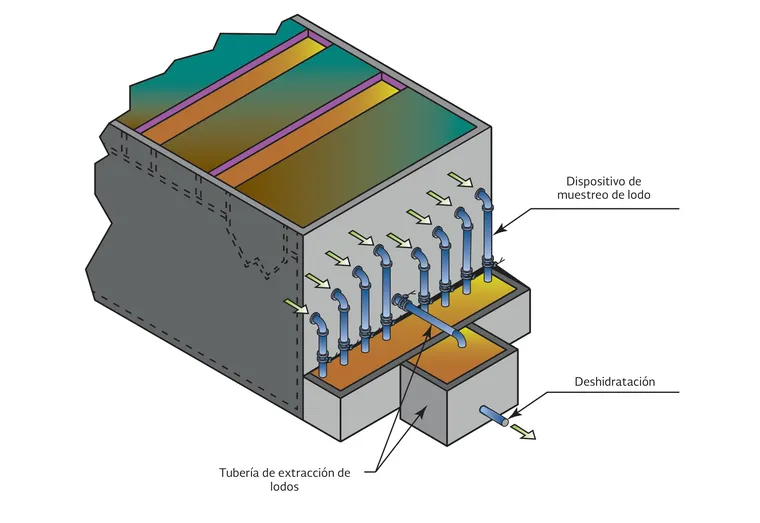 Dispositivo de
muestreo de lodo
Deshidratación
Tubería de extracción de
lodos